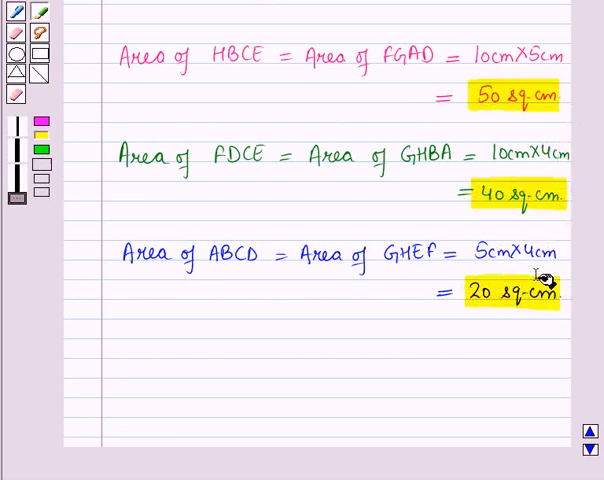 Area of HBCE = Area of FGAD = 10cm×5cm
= 50 sq.cm
Area of FDCE = Area of GHBA = 10cm×4cm
= 40 sq.cm.
Area of ABCD = Area of GHEF = 5cm×4cm
= 20 sq.cm.